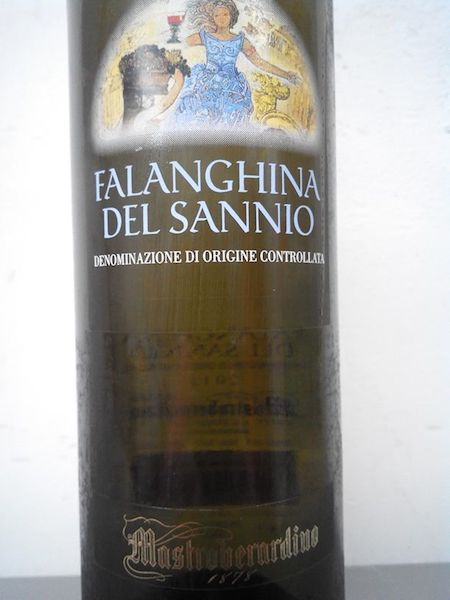 FALANGHINA
DEL SANNIO
DENOMINAZIONE DI ORIGINE CONTROLLATA
Mastroberardino
1878